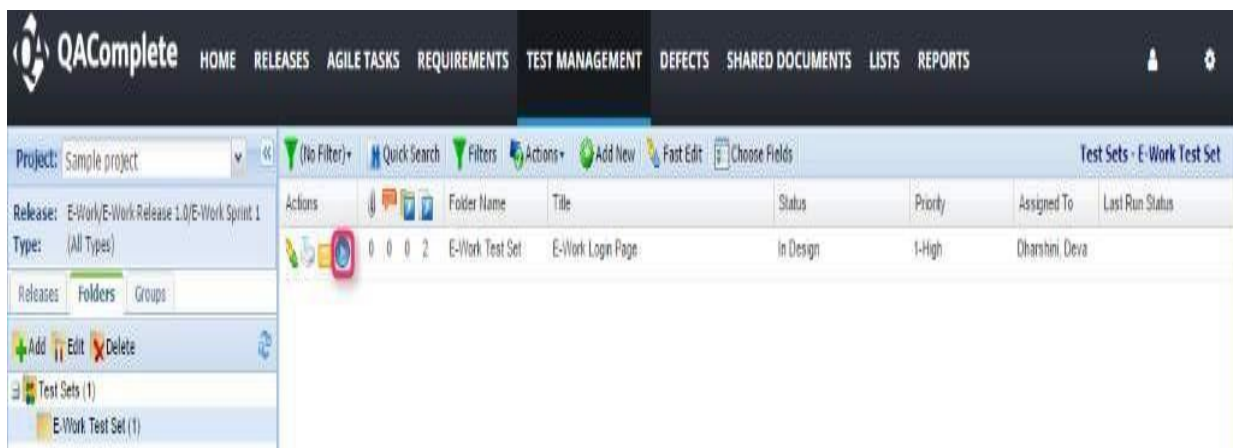 QAComplete HOME RELEASES AGILE TASKS REQUIREMENTS TEST MANAGEMENT DEFECTS SHARED DOCUMENTS LISTS REPORTS
Project: Sample project
(No Filter) Quick Search Filters Actions Add New Fast Edit Choose Fields Test Sets - E-Work Test Set
Release: E-Work/E-Work Release 1.0/E-Work Sprint 1
Type: (All Types)
Actions Folder Name Title Status Priority Assigned To Last Run Status
0 0 0 2 E-Work Test Set E-Work Login Page In Design 1-High Dharshini, Deva
Releases Folders Groups
Add Edit Delete
Test Sets (1)
E-Work Test Set (1)